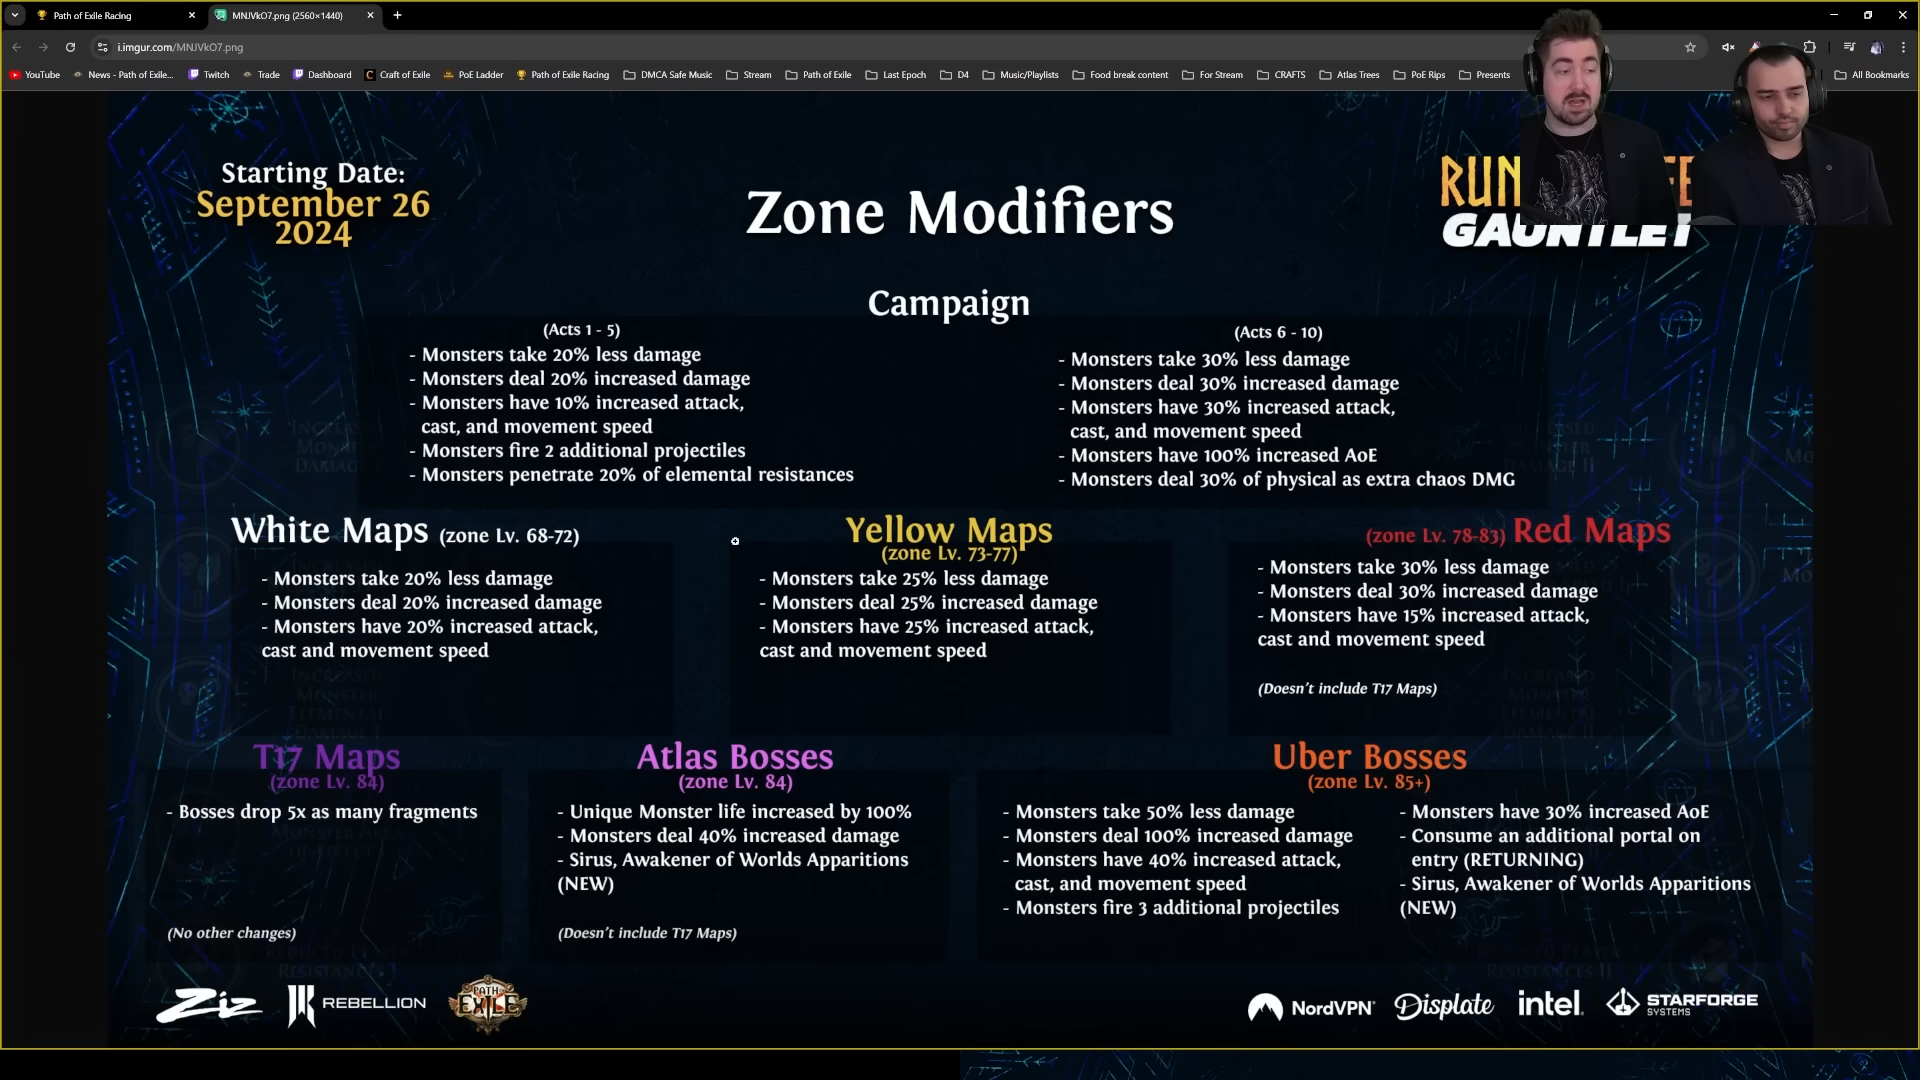 Path of Exile Racing
MNJVkO7.png (2560×1440)
i.imgur.com/MNJVkO7.png
YouTube
News - Path of Exile...
Twitch
Trade
Dashboard
Craft of Exile
PoE Ladder
Path of Exile Racing
DMCA Safe Music
Stream
Path of Exile
Last Epoch
D4
Music/Playlists
Food break content
For Stream
CRAFTS
Atlas Trees
PoE Rips
Presents
All Bookmarks
Starting Date:
September 26
2024
Zone Modifiers
RUN
GAUNTLET
Campaign
(Acts 1 - 5)
- Monsters take 20% less damage
- Monsters deal 20% increased damage
- Monsters have 10% increased attack,
cast, and movement speed
- Monsters fire 2 additional projectiles
- Monsters penetrate 20% of elemental resistances
(Acts 6 - 10)
- Monsters take 30% less damage
- Monsters deal 30% increased damage
- Monsters have 30% increased attack,
cast, and movement speed
- Monsters have 100% increased AoE
- Monsters deal 30% of physical as extra chaos DMG
White Maps (zone Lv. 68-72)
- Monsters take 20% less damage
- Monsters deal 20% increased damage
- Monsters have 20% increased attack,
cast and movement speed
Yellow Maps
(zone Lv. 73-77)
- Monsters take 25% less damage
- Monsters deal 25% increased damage
- Monsters have 25% increased attack,
cast and movement speed
(zone Lv. 78-83) Red Maps
- Monsters take 30% less damage
- Monsters deal 30% increased damage
- Monsters have 15% increased attack,
cast and movement speed
(Doesn't include T17 Maps)
T17 Maps
(zone Lv. 84)
- Bosses drop 5x as many fragments
(No other changes)
Atlas Bosses
(zone Lv. 84)
- Unique Monster life increased by 100%
- Monsters deal 40% increased damage
- Sirus, Awakener of Worlds Apparitions
(NEW)
(Doesn't include T17 Maps)
Uber Bosses
(zone Lv. 85+)
- Monsters take 50% less damage
- Monsters deal 100% increased damage
- Monsters have 40% increased attack,
cast, and movement speed
- Monsters fire 3 additional projectiles
- Monsters have 30% increased AoE
- Consume an additional portal on
entry (RETURNING)
- Sirus, Awakener of Worlds Apparitions
(NEW)
Ziz
REBELLION
PATH OF EXILE
NordVPN
Displate
intel.
STARFORGE
SYSTEMS